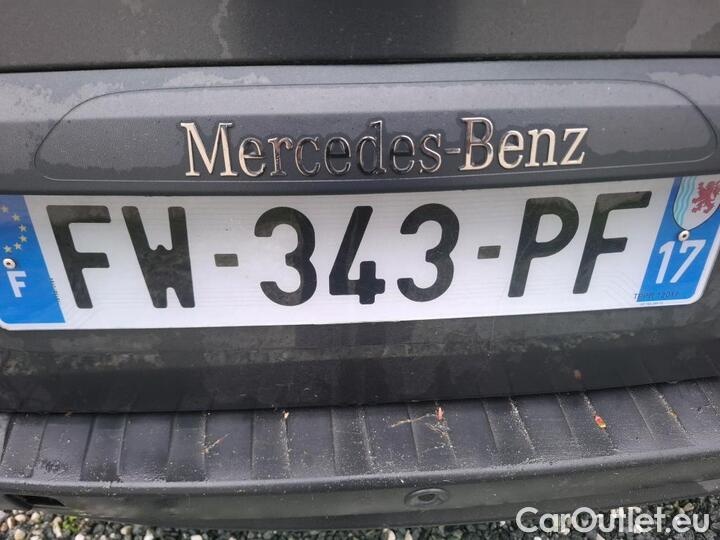 Mercedes-Benz
F FW-343-PF 17
CarOutlet.eu